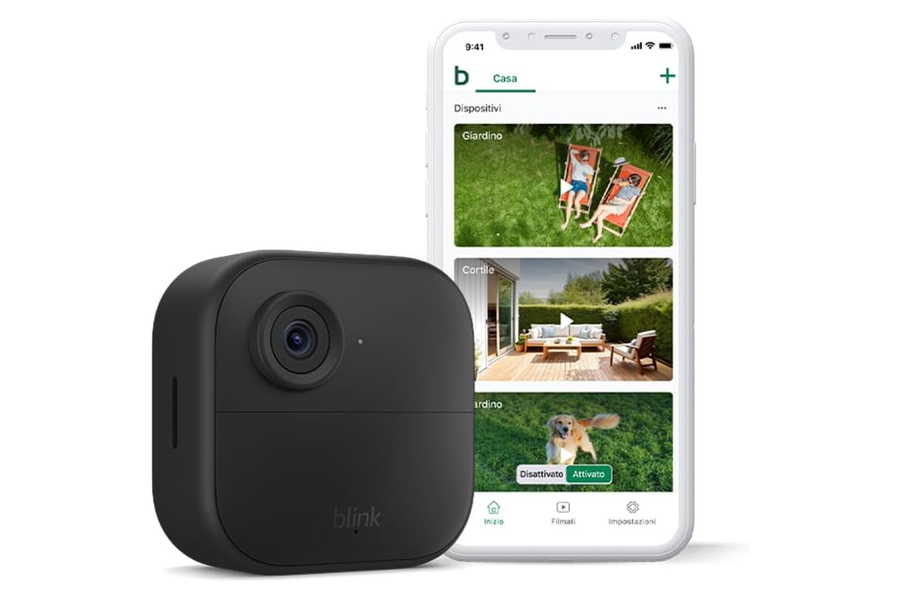 9:41
b Casa +
Dispositivi ...
Giardino
Cortile
ardino
Disattivato Attivato
Inizio Filmati Impostazioni
blink